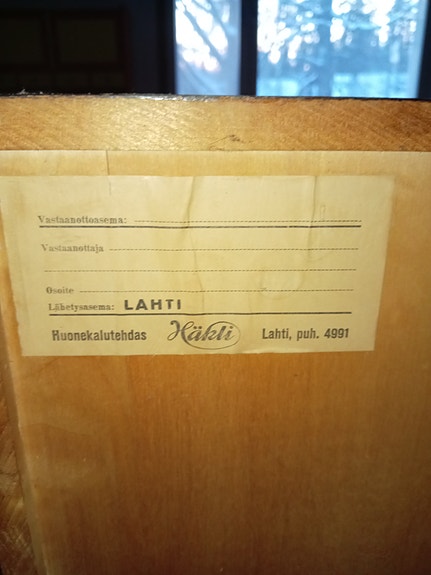 Vastaanottoasema:
Vastaanottaja
Osoite
Lähetysasema: LAHTI
Huonekalutehdas Häkli Lahti, puh. 4991